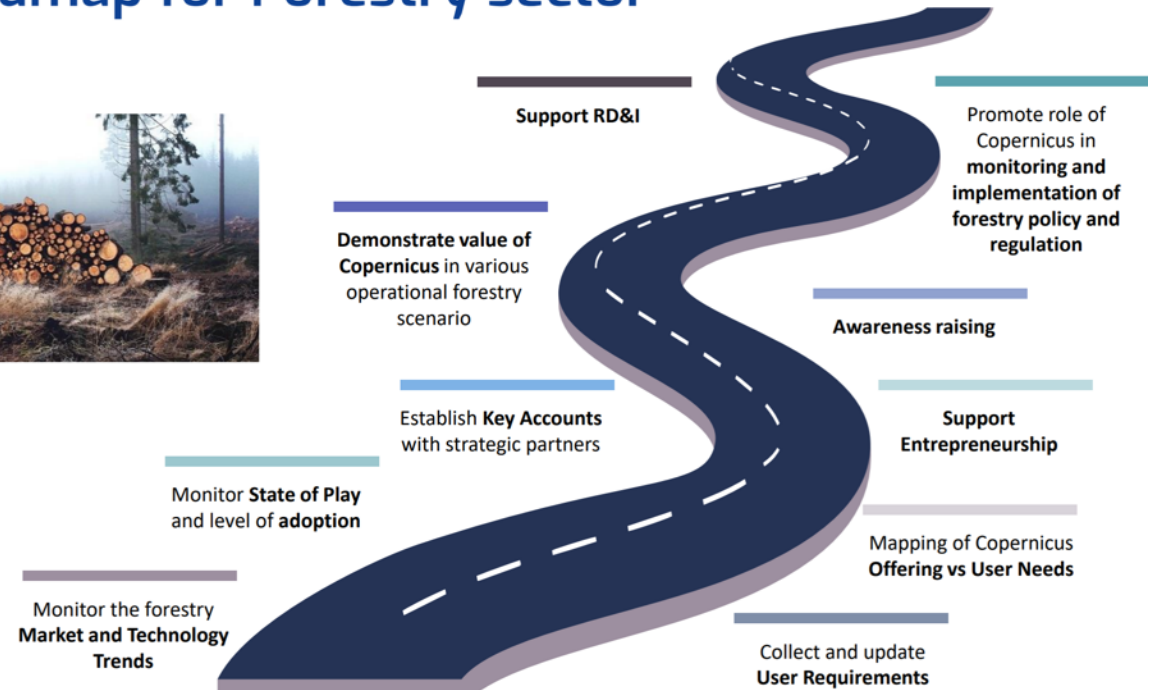 for Forestry sector
Support RD&I
Promote role of
Copernicus in
monitoring and
implementation of
forestry policy and
regulation
Demonstrate value of
Copernicus in various
operational forestry
scenario
Awareness raising
Establish Key Accounts
with strategic partners
Support
Entrepreneurship
Monitor State of Play
and level of adoption
Mapping of Copernicus
Offering vs User Needs
Monitor the forestry
Market and Technology
Trends
Collect and update
User Requirements